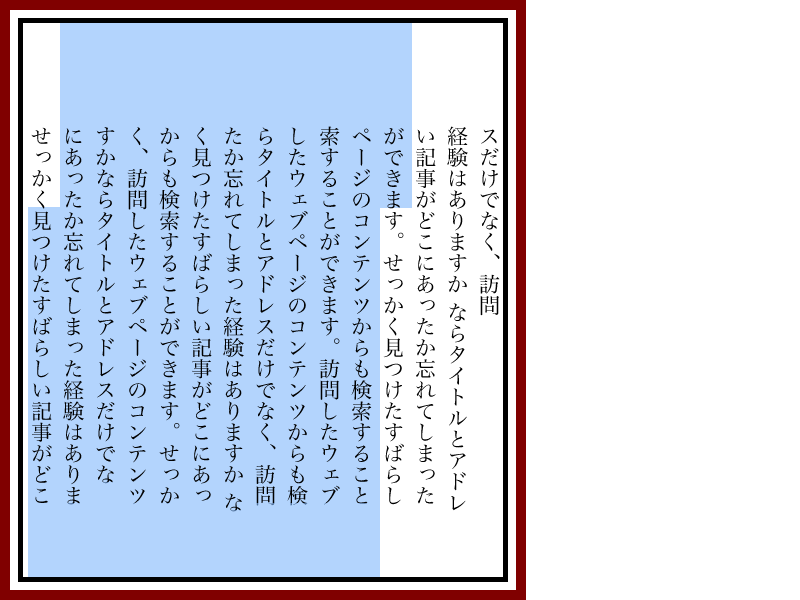 スだけでなく、訪問
経験はありますか ならタイトルとアドレ
い記事がどこにあったか忘れてしまった
ができます。せっかく見つけたすばらし
ページのコンテンツからも検索すること
索することができます。訪問したウェブ
したウェブページのコンテンツからも検
らタイトルとアドレスだけでなく、訪問
たか忘れてしまった経験はありますか な
く見つけたすばらしい記事がどこにあっ
からも検索することができます。せっか
く、訪問したウェブページのコンテンツ
すかならタイトルとアドレスだけでな
にあったか忘れてしまった経験はありま
せっかく見つけたすばらしい記事がどこ